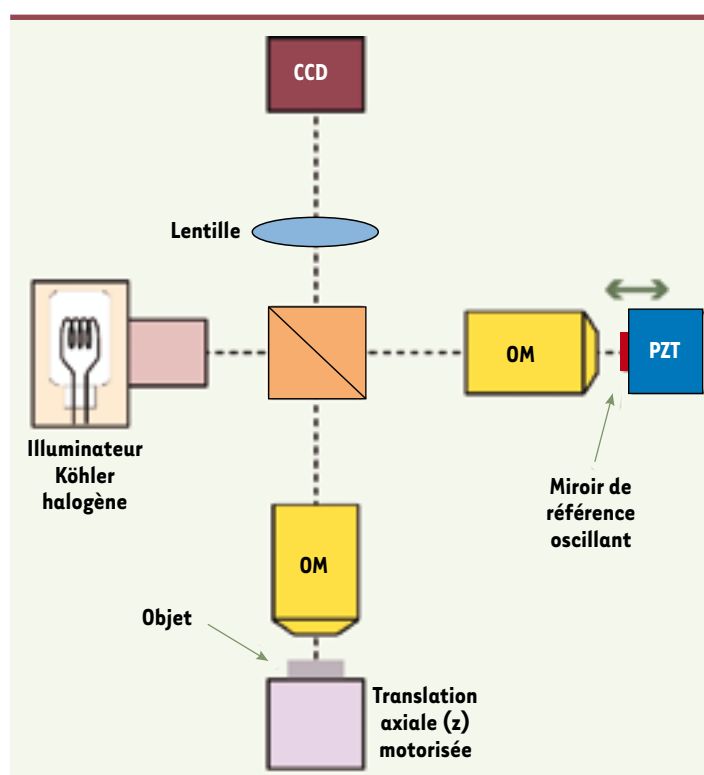 CCD
Lentille
OM
PZT
Illuminateur
Köhler
halogène
Miroir de
référence
oscillant
OM
Objet
Translation
axiale (z)
motorisée